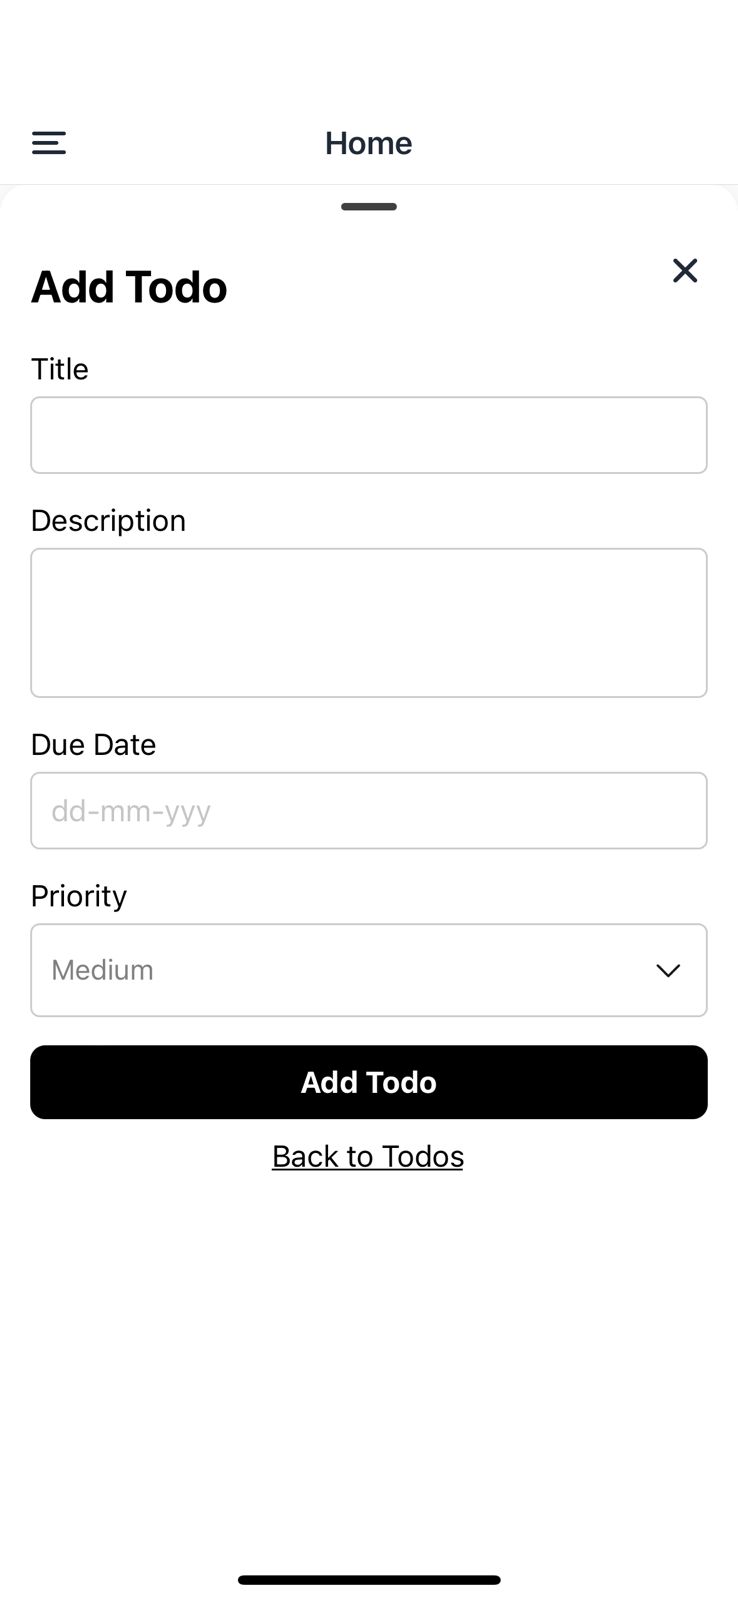 Home
Add Todo
Title
Description
Due Date
dd-mm-yyy
Priority
Medium
Add Todo
Back to Todos